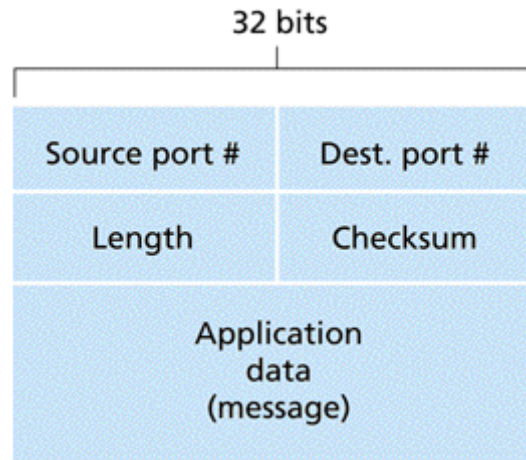 32 bits
Source port # Dest. port #
Length Checksum
Application
data
(message)